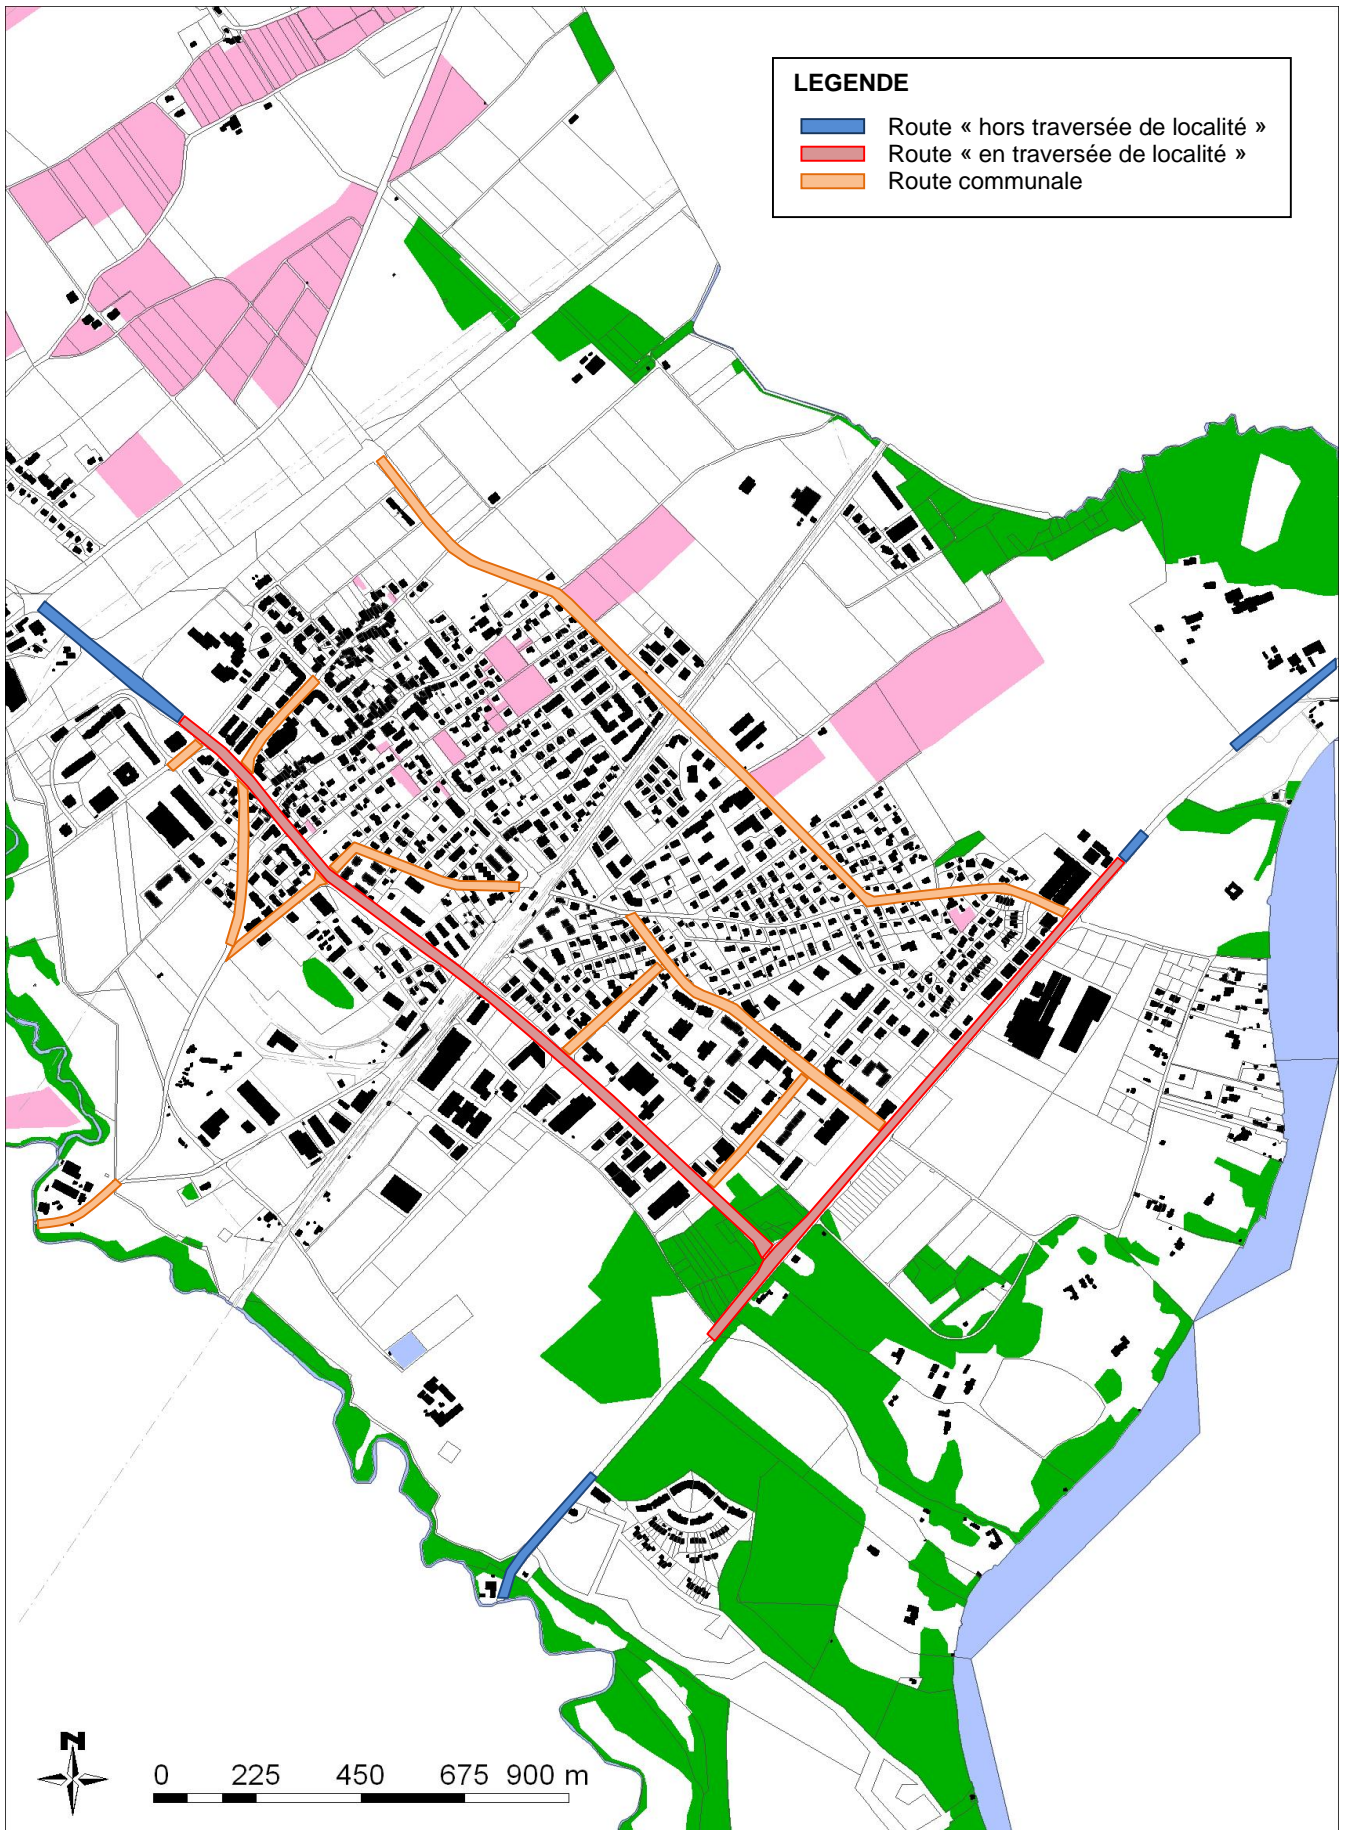 LEGENDE
Route « hors traversée de localité »
Route « en traversée de localité »
Route communale
N
0 225 450 675 900 m